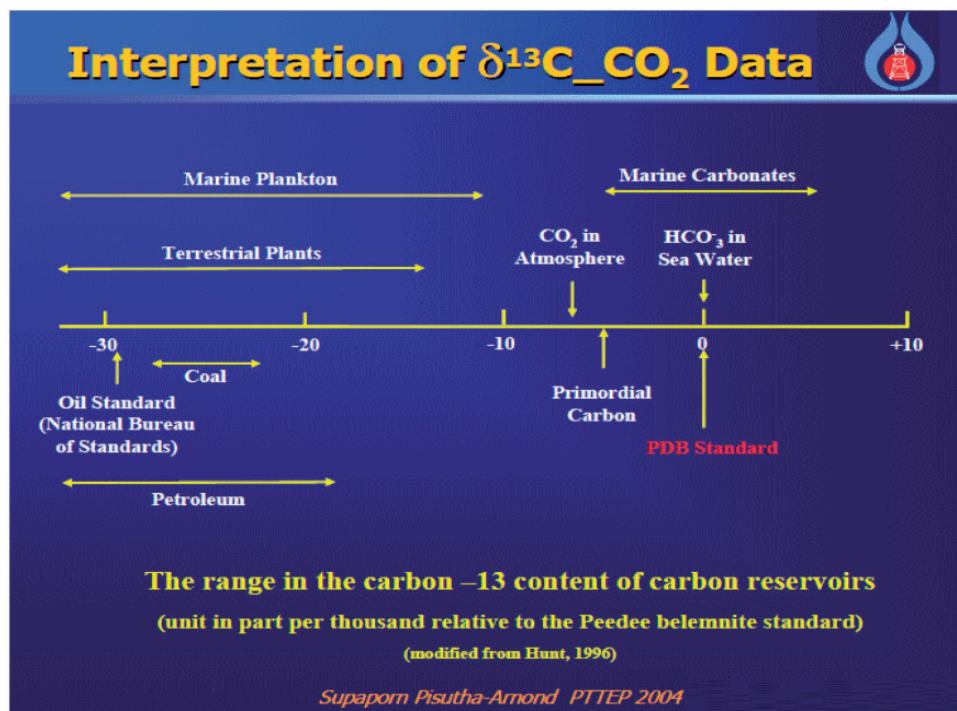 Interpretation of δ¹³C_CO₂ Data
Marine Plankton
Marine Carbonates
Terrestrial Plants
CO₂ in
Atmosphere
HCO⁻₃ in
Sea Water
-30
-20
-10
0
+10
Coal
Oil Standard
(National Bureau
of Standards)
Primordial
Carbon
PDB Standard
Petroleum
The range in the carbon –13 content of carbon reservoirs
(unit in part per thousand relative to the Peedee belemnite standard)
(modified from Hunt, 1996)
Supaporn Pisutha-Arnond PTTEP 2004